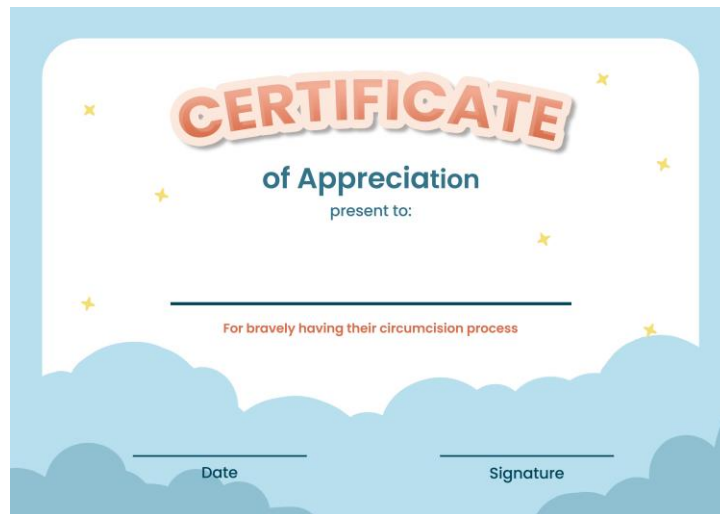 CERTIFICATE
of Appreciation
present to:
For bravely having their circumcision process
Date
Signature